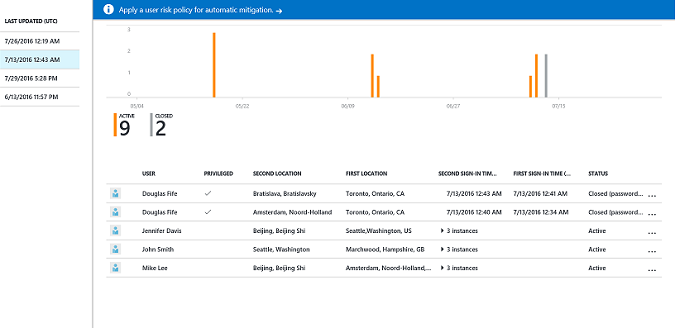 LAST UPDATED (UTC)
7/26/2016 12:19 AM
7/13/2016 12:43 AM
7/29/2016 5:28 PM
6/13/2016 11:57 PM
Apply a user risk policy for automatic mitigation. →
3
2
1
0
05/04 05/22 06/09 06/27 07/15
ACTIVE CLOSED
9 2
USER PRIVILEGED SECOND LOCATION FIRST LOCATION SECOND SIGN-IN TIM... FIRST SIGN-IN TIME (... STATUS
Douglas Fife ✓ Bratislava, Bratislavsky Toronto, Ontario, CA 7/13/2016 12:43 AM 7/13/2016 12:41 AM Closed (password... ...
Douglas Fife ✓ Amsterdam, Noord-Holland Toronto, Ontario, CA 7/13/2016 12:40 AM 7/13/2016 12:34 AM Closed (password... ...
Jennifer Davis Beijing, Beijing Shi Seattle,Washington, US 3 instances Active ...
John Smith Seattle, Washington Marchwood, Hampshire, GB 3 instances Active ...
Mike Lee Beijing, Beijing Shi Amsterdam, Noord-Holland,... 3 instances Active ...